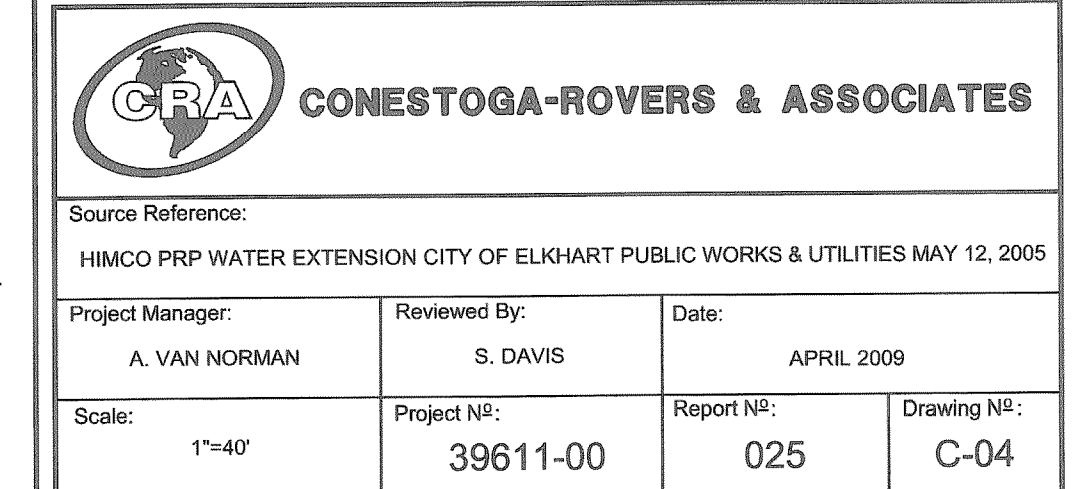 CRA
CONESTOGA-ROVERS & ASSOCIATES
Source Reference:
HIMCO PRP WATER EXTENSION CITY OF ELKHART PUBLIC WORKS & UTILITIES MAY 12, 2005
Project Manager:
A. VAN NORMAN
Reviewed By:
S. DAVIS
Date:
APRIL 2009
Scale:
1"=40'
Project Nº:
39611-00
Report Nº:
025
Drawing Nº:
C-04